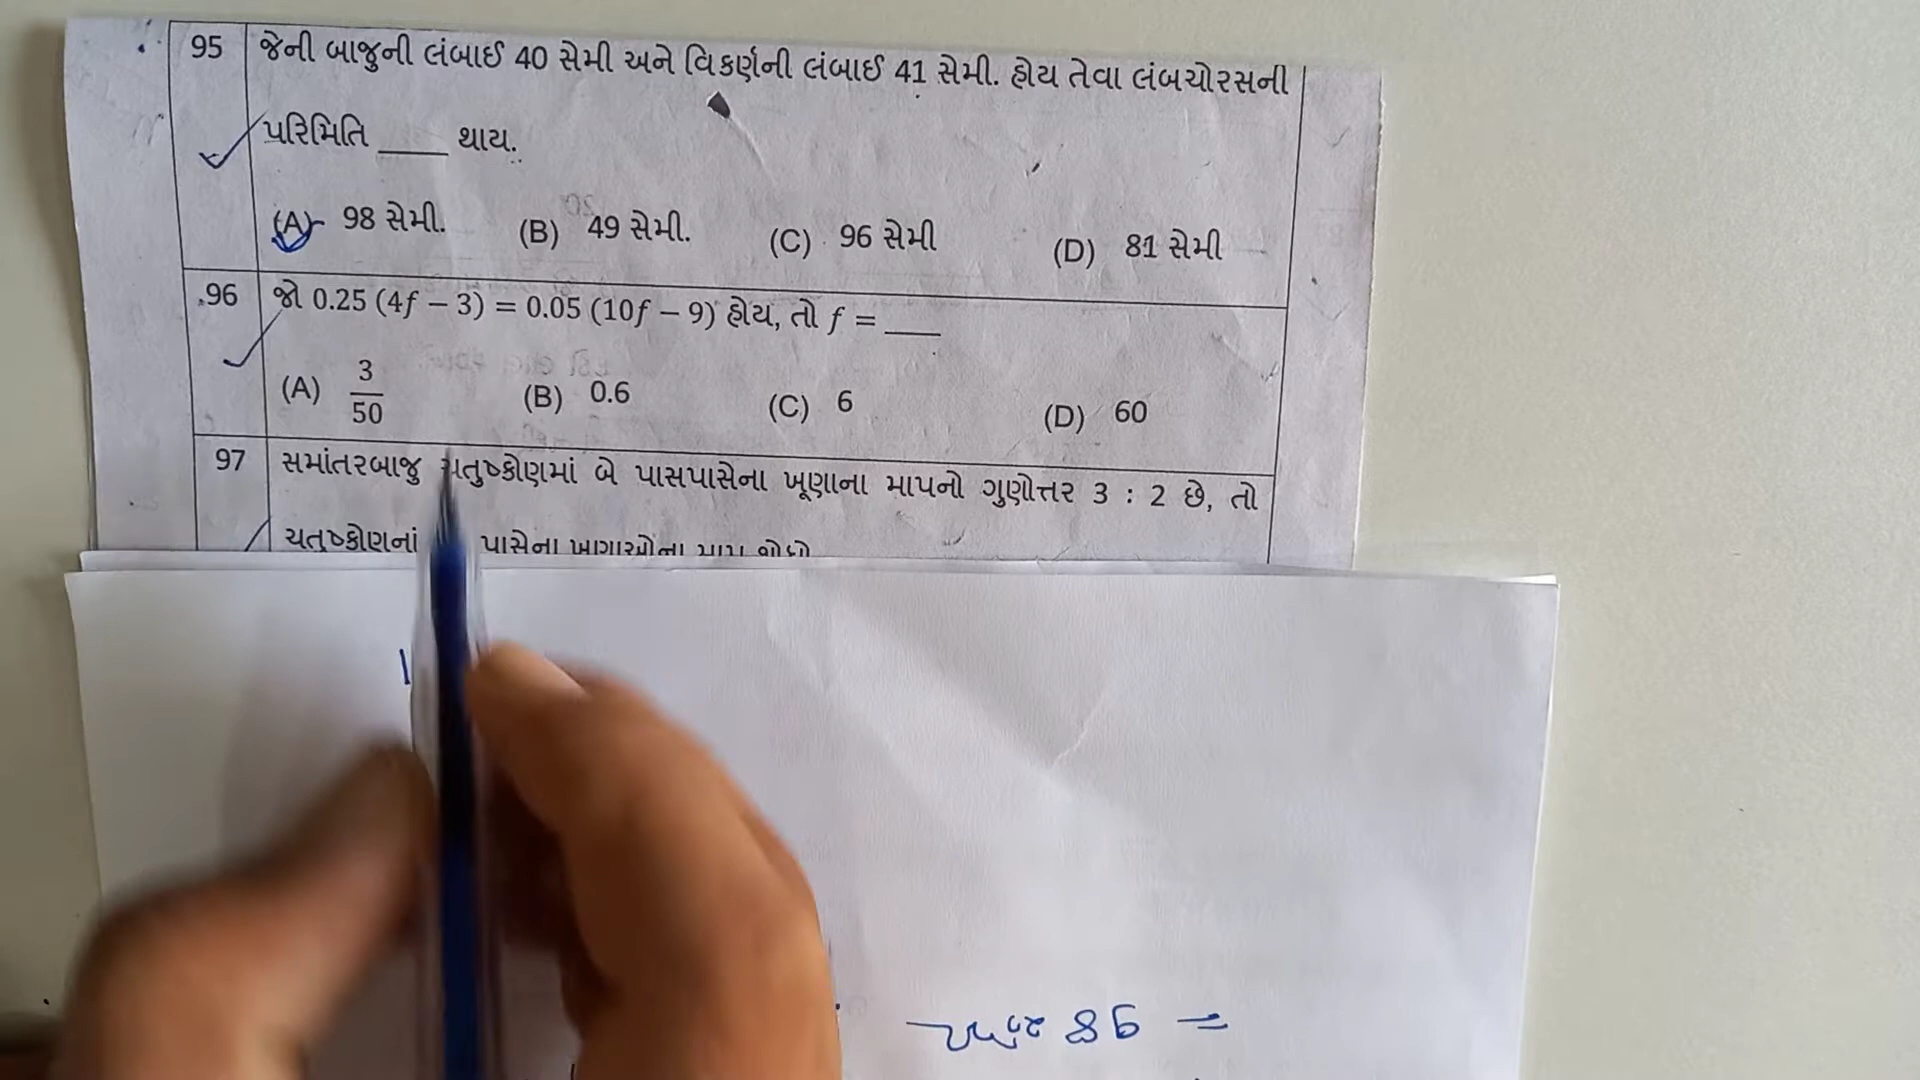 95 જેની બાજુની લંબાઈ 40 સેમી અને વિકર્ણની લંબાઈ 41 સેમી. હોય તેવા લંબચોરસની
પરિમિતિ ____ થાય.
(A) 98 સેમી. (B) 49 સેમી. (C) 96 સેમી (D) 81 સેમી
96 જો 0.25 (4f − 3) = 0.05 (10f − 9) હોય, તો f = ____
(A) 3/50 (B) 0.6 (C) 6 (D) 60
97 સમાંતરબાજુ ચતુષ્કોણમાં બે પાસપાસેના ખૂણાના માપનો ગુણોત્તર 3 : 2 છે, તો
ચતુષ્કોણનાં પાસેના ખૂણાઓના માપ શોધો
= 98 સેમી